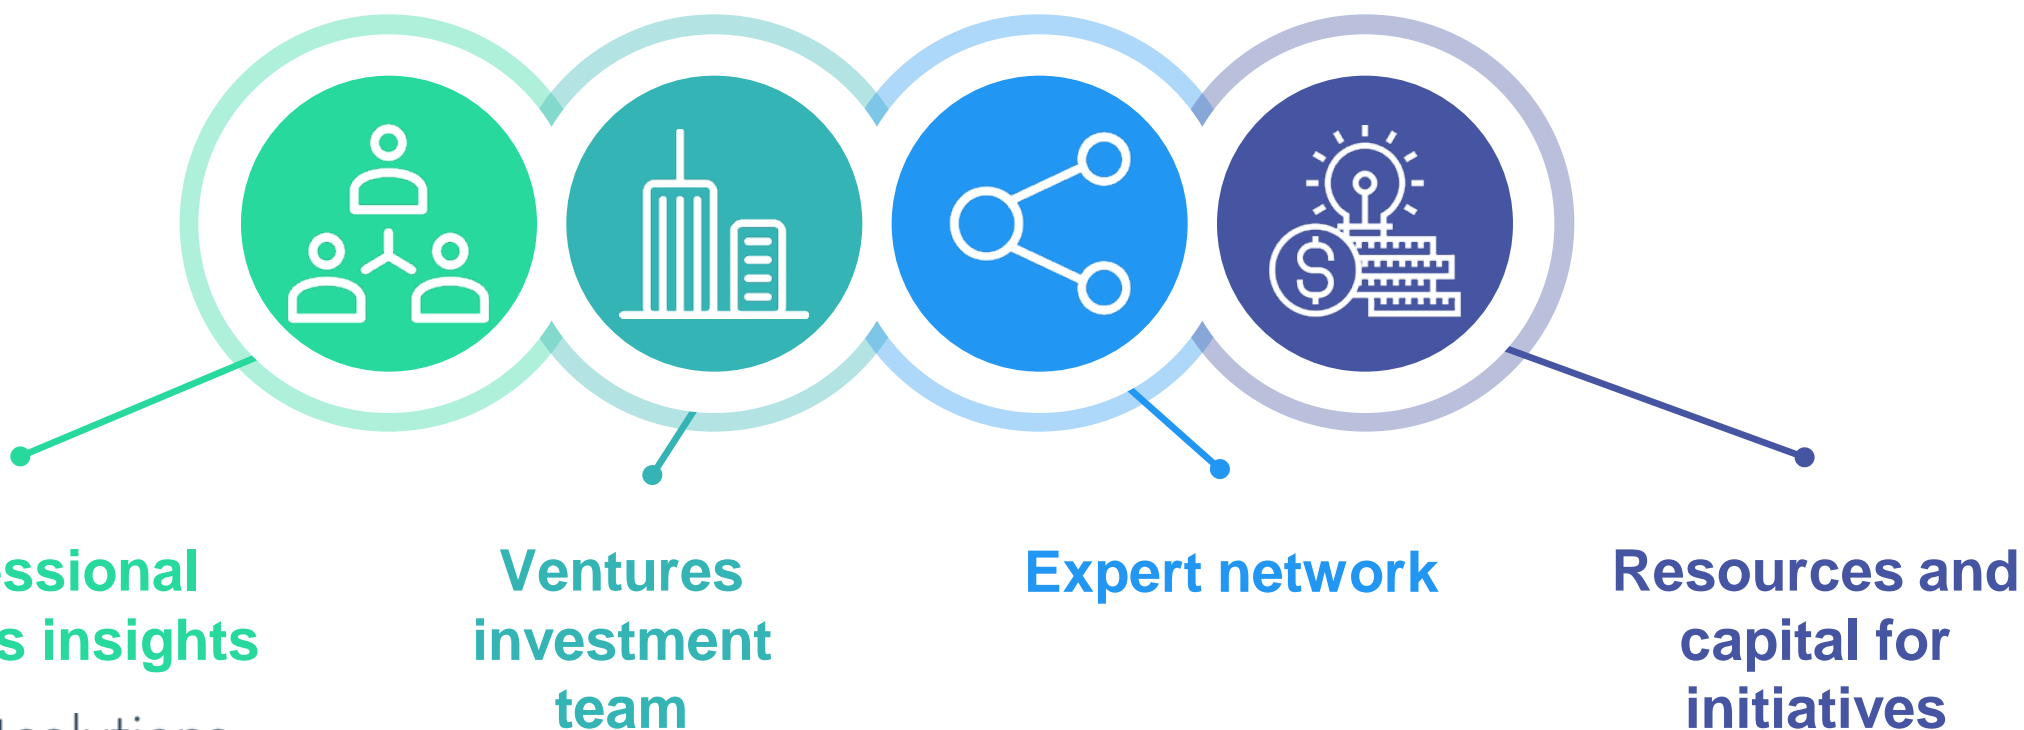 ssional
s insights
Ventures
investment
team
Expert network
Resources and
capital for
initiatives